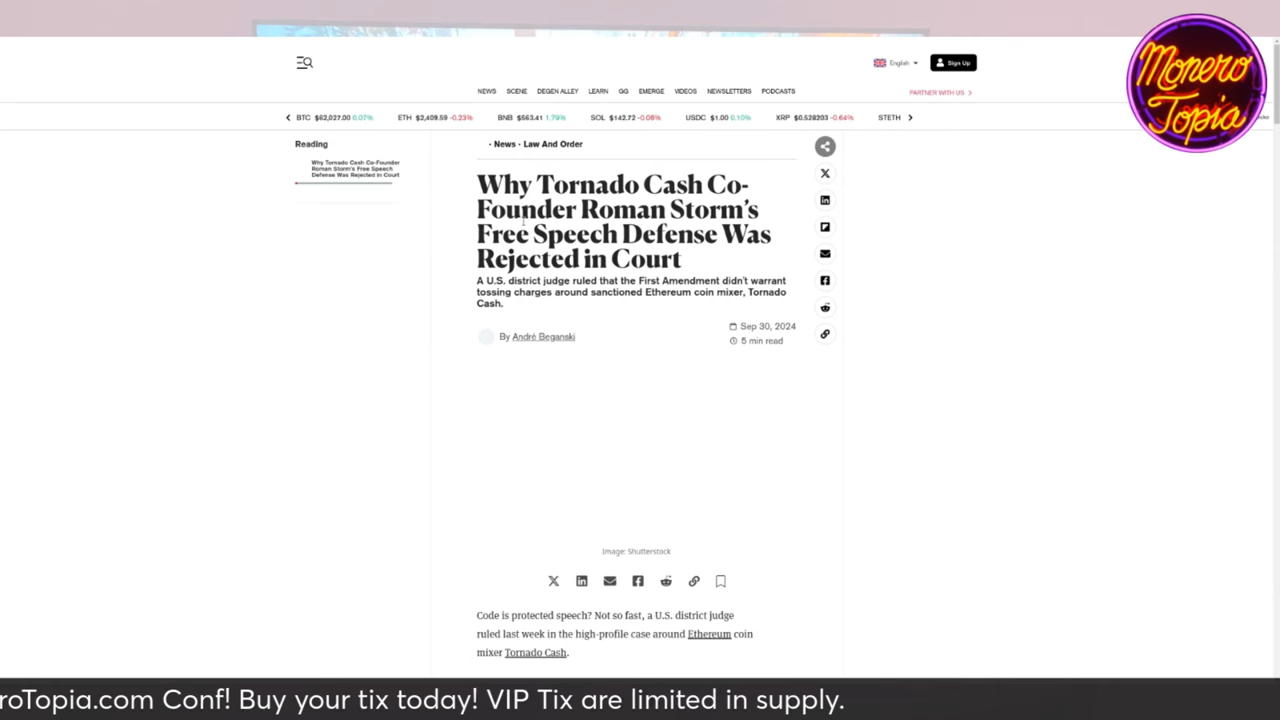 Monero
Topia
English
Sign Up
NEWS SCENE DEGEN ALLEY LEARN GG EMERGE VIDEOS NEWSLETTERS PODCASTS
PARTNER WITH US >
BTC $62,027.00 0.07% ETH $2,409.59 -0.23% BNB $563.41 1.79% SOL $142.72 -0.08% USDC $1.00 0.10% XRP $0.528203 -0.64% STETH
Reading
Why Tornado Cash Co-Founder
Roman Storm's Free Speech
Defense Was Rejected in Court
· News · Law And Order
Why Tornado Cash Co-
Founder Roman Storm's
Free Speech Defense Was
Rejected in Court
A U.S. district judge ruled that the First Amendment didn't warrant
tossing charges around sanctioned Ethereum coin mixer, Tornado
Cash.
By André Beganski
Sep 30, 2024
5 min read
Image: Shutterstock
Code is protected speech? Not so fast, a U.S. district judge
ruled last week in the high-profile case around Ethereum coin
mixer Tornado Cash.
roTopia.com Conf! Buy your tix today! VIP Tix are limited in supply.